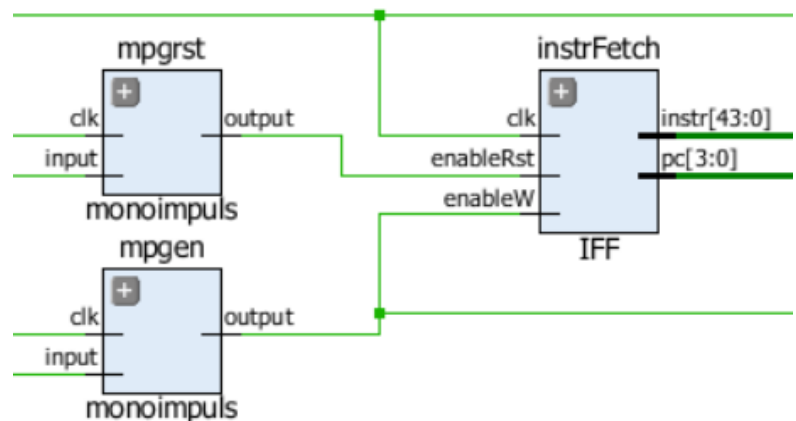 mpgrst
clk
input
output
monoimpuls
mpgen
clk
input
output
monoimpuls
instrFetch
clk
enableRst
enableW
instr[43:0]
pc[3:0]
IFF